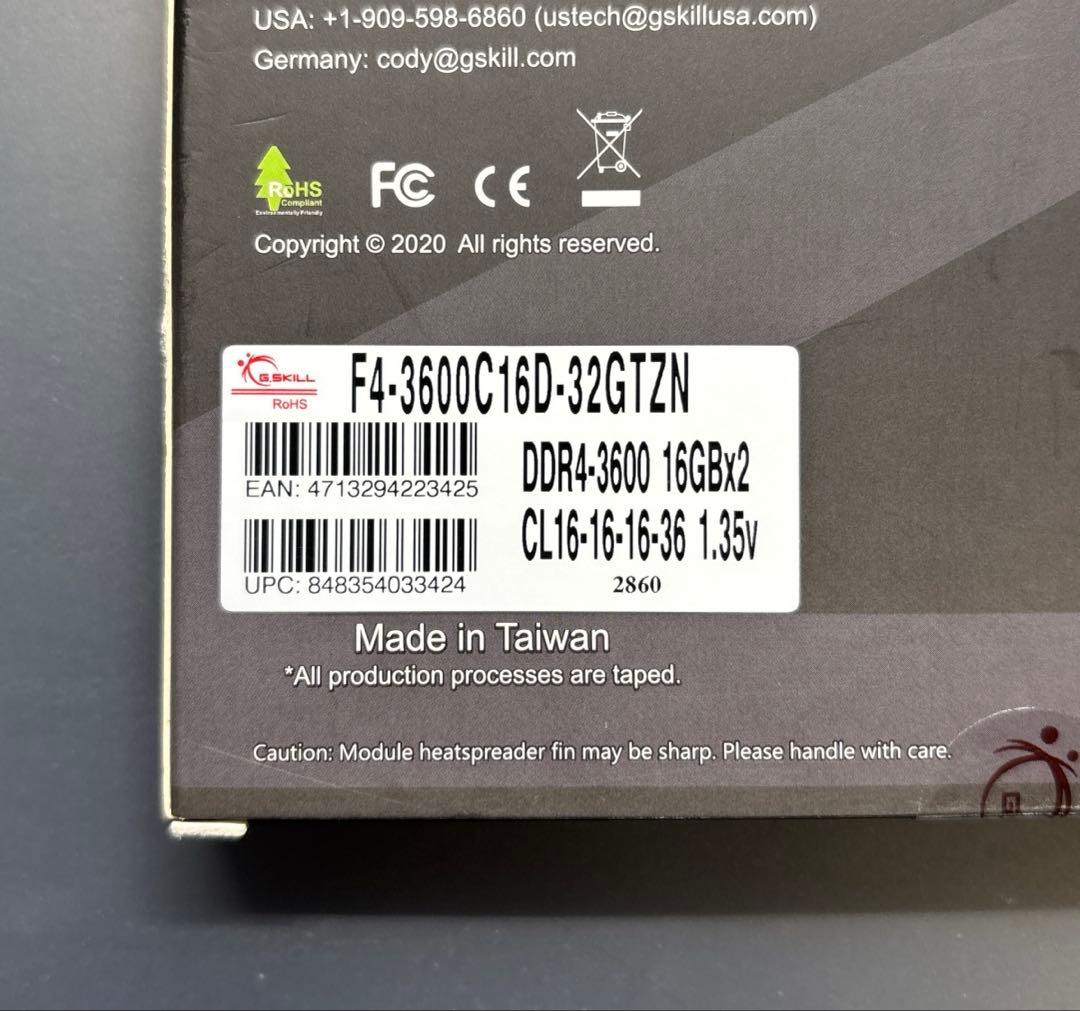 USA: +1-909-598-6860 (ustech@gskillusa.com)
Germany: cody@gskill.com
RoHS
Compliant
Environmentally Friendly
FC CE
Copyright © 2020 All rights reserved.
G.SKILL
RoHS
F4-3600C16D-32GTZN
EAN: 4713294223425
DDR4-3600 16GBx2
CL16-16-16-36 1.35v
UPC: 848354033424
2860
Made in Taiwan
*All production processes are taped.
Caution: Module heatspreader fin may be sharp. Please handle with care.